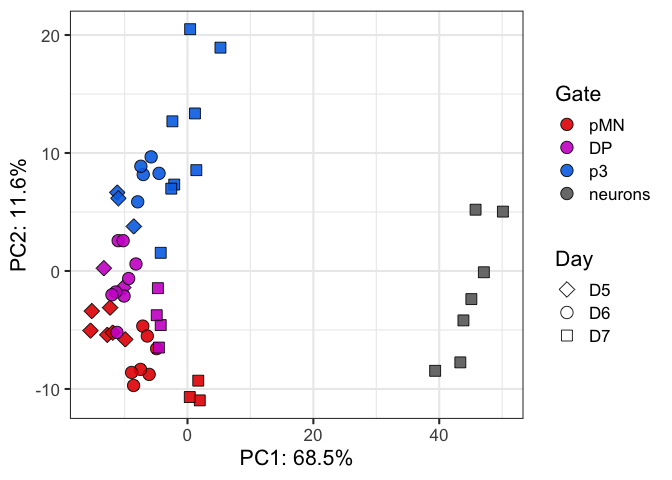 20
10
0
-10
PC2: 11.6%
0
20
40
PC1: 68.5%
Gate
pMN
DP
p3
neurons
Day
D5
D6
D7